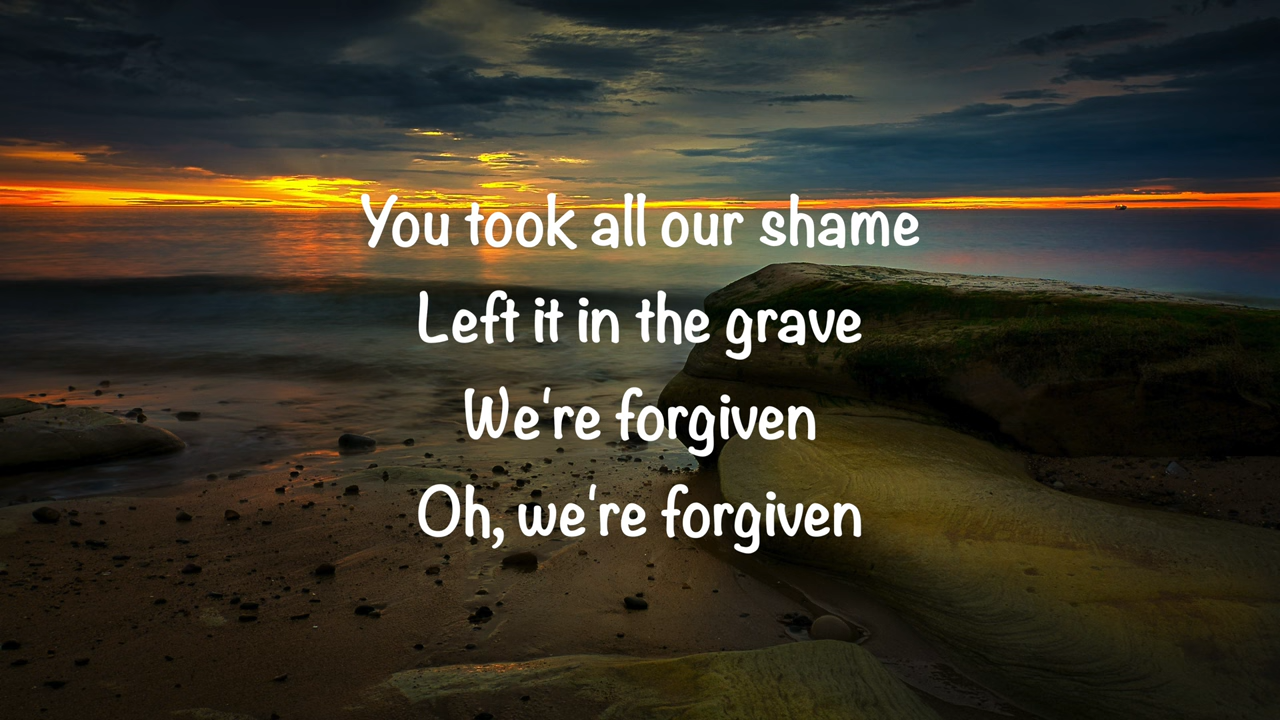 You took all our shame
Left it in the grave
We're forgiven
Oh, we're forgiven